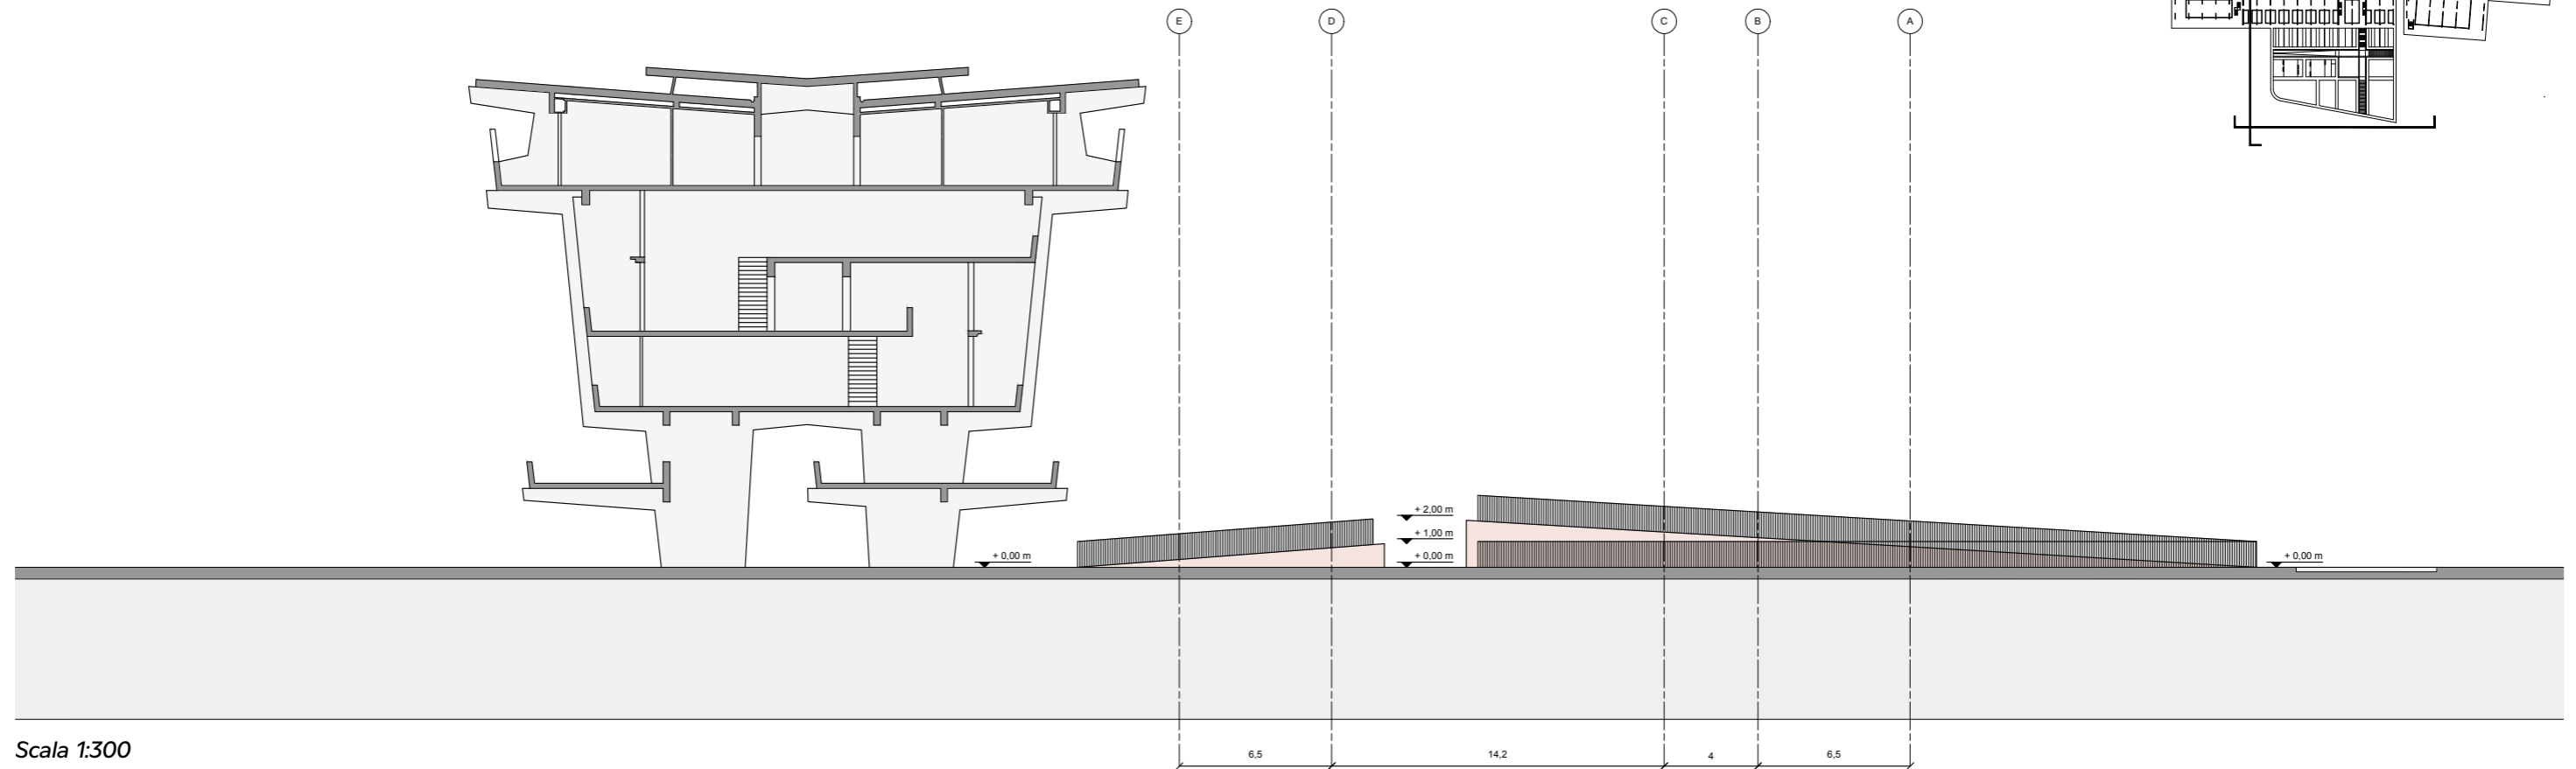 E D C B A
+ 2,00 m
+ 1,00 m
+ 0,00 m
+ 0,00 m
+ 0,00 m
Scala 1:300
6,5 14,2 4 6,5